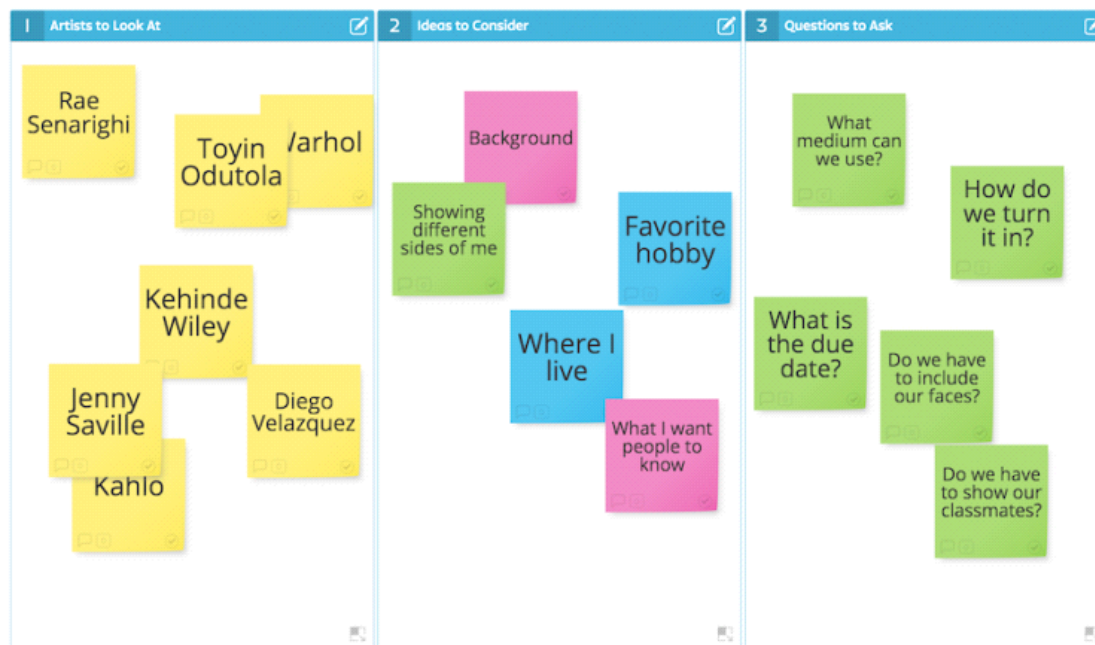 1 Artists to Look At
Rae
Senarighi
Toyin
Odutola
Warhol
Kehinde
Wiley
Jenny
Saville
Diego
Velazquez
Kahlo
2 Ideas to Consider
Background
Showing
different
sides of me
Favorite
hobby
Where I
live
What I want
people to
know
3 Questions to Ask
What
medium can
we use?
How do
we turn
it in?
What is
the due
date?
Do we have
to include
our faces?
Do we have
to show our
classmates?